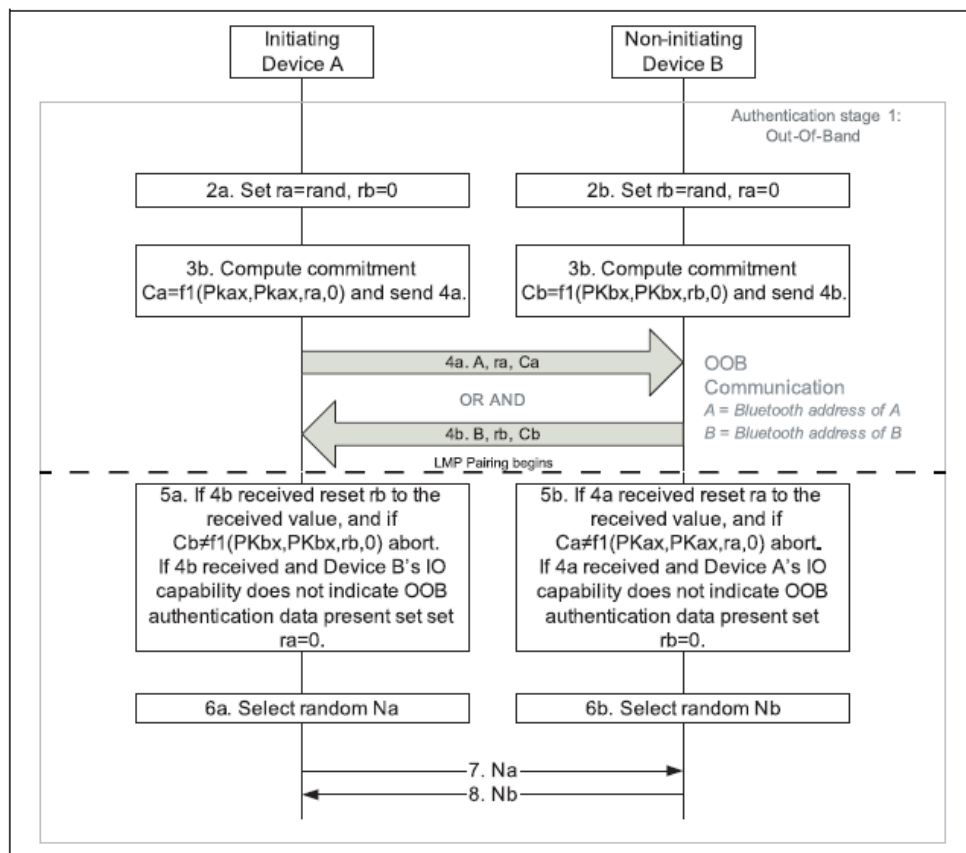 Initiating
Device A
Non-initiating
Device B
Authentication stage 1:
Out-Of-Band
2a. Set ra=rand, rb=0
2b. Set rb=rand, ra=0
3b. Compute commitment
Ca=f1(Pkax,Pkax,ra,0) and send 4a.
3b. Compute commitment
Cb=f1(PKbx,PKbx,rb,0) and send 4b.
4a. A, ra, Ca
OOB
Communication
A = Bluetooth address of A
B = Bluetooth address of B
OR AND
4b. B, rb, Cb
LMP Pairing begins
5a. If 4b received reset rb to the
received value, and if
Cb≠f1(PKbx,PKbx,rb,0) abort.
If 4b received and Device B's IO
capability does not indicate OOB
authentication data present set set
ra=0.
5b. If 4a received reset ra to the
received value, and if
Ca≠f1(PKax,PKax,ra,0) abort.
If 4a received and Device A's IO
capability does not indicate OOB
authentication data present set
rb=0.
6a. Select random Na
6b. Select random Nb
7. Na
8. Nb